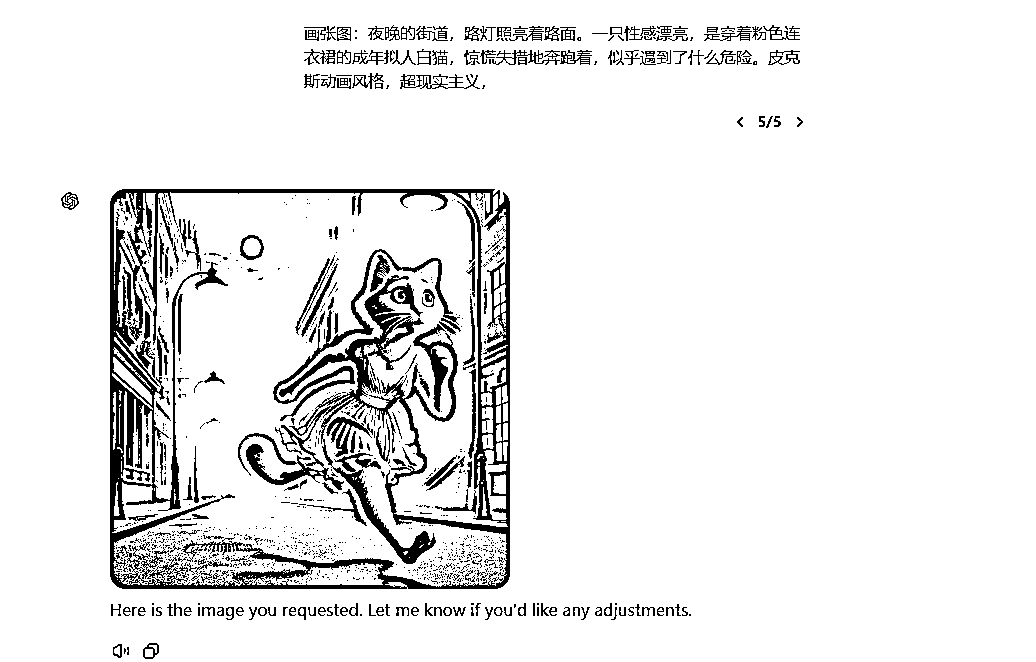 画张图：夜晚的街道，路灯照亮着路面。一只性感漂亮，是穿着粉色连
衣裙的成年拟人白猫，惊慌失措地奔跑着，似乎遇到了什么危险。皮克
斯动画风格，超现实主义，
5/5
Here is the image you requested. Let me know if you'd like any adjustments.